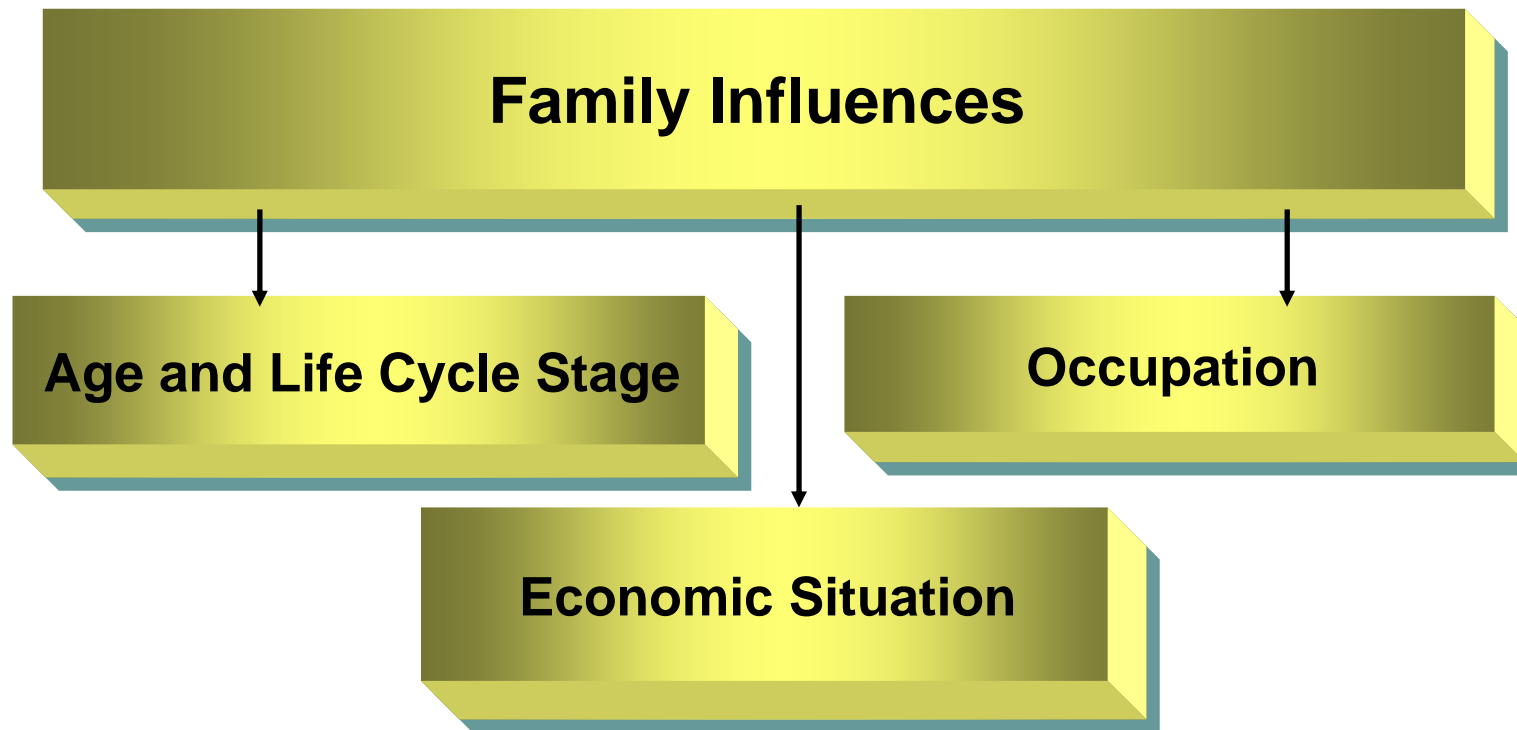 Family Influences
Age and Life Cycle Stage
Occupation
Economic Situation